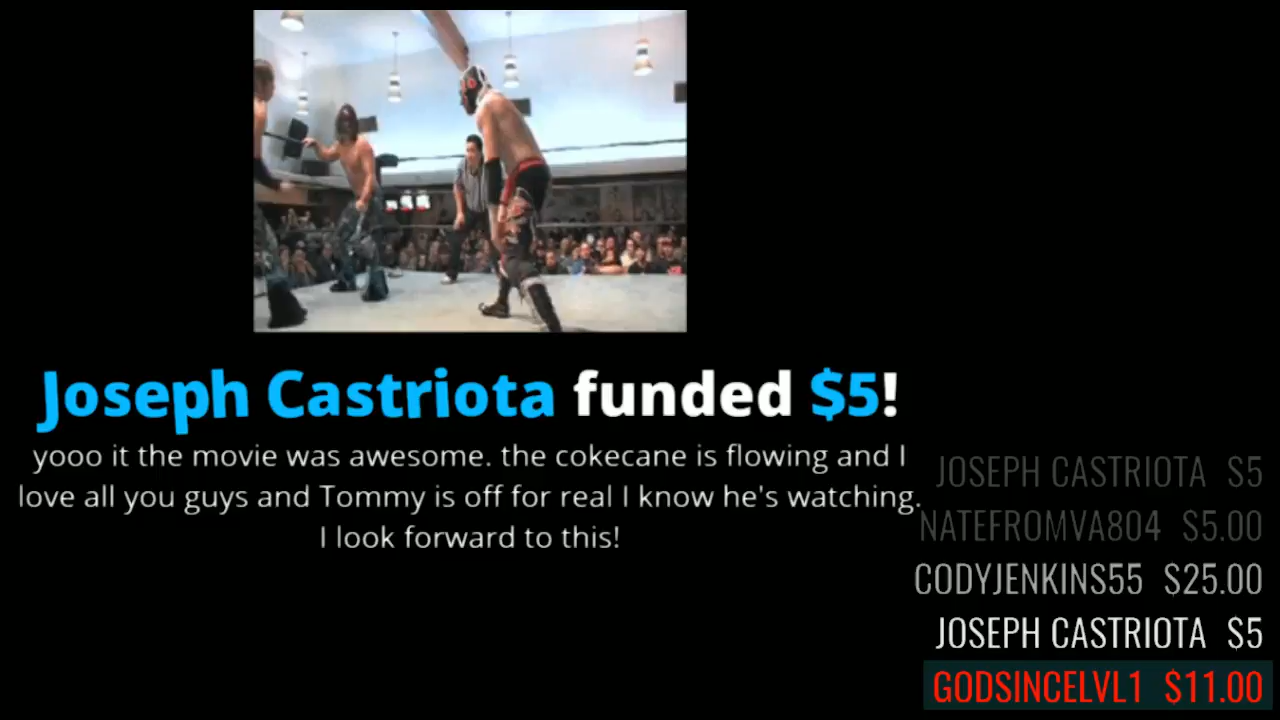 Joseph Castriota funded $5!
yooo it the movie was awesome. the cokecane is flowing and I
love all you guys and Tommy is off for real I know he's watching.
I look forward to this!
JOSEPH CASTRIOTA $5
NATEFROMVA804 $5.00
CODYJENKINS55 $25.00
JOSEPH CASTRIOTA $5
GODSINCELVL1 $11.00